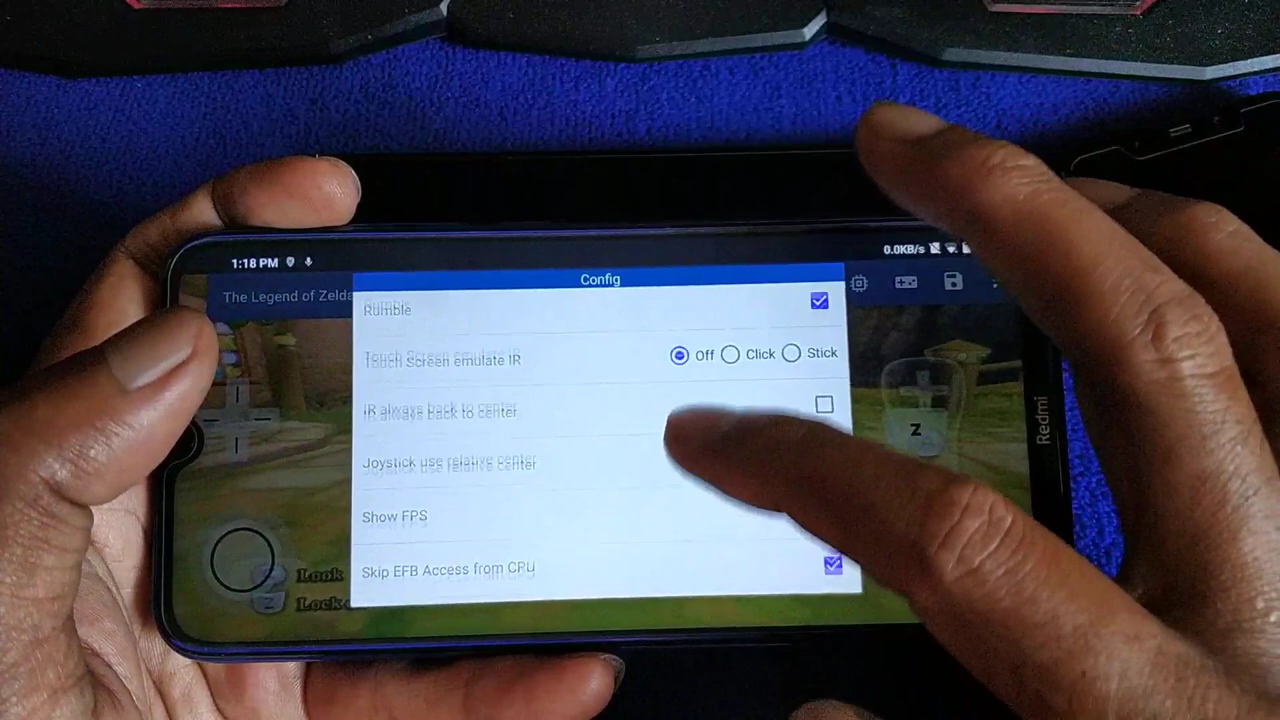 1:18 PM
0.0KB/s
Config
The Legend of Zelda
Rumble
Touch Screen emulate IR
Off Click Stick
IR always back to center
Joystick use relative center
Show FPS
Skip EFB Access from CPU
Z
Look
Z
Lock
Redmi